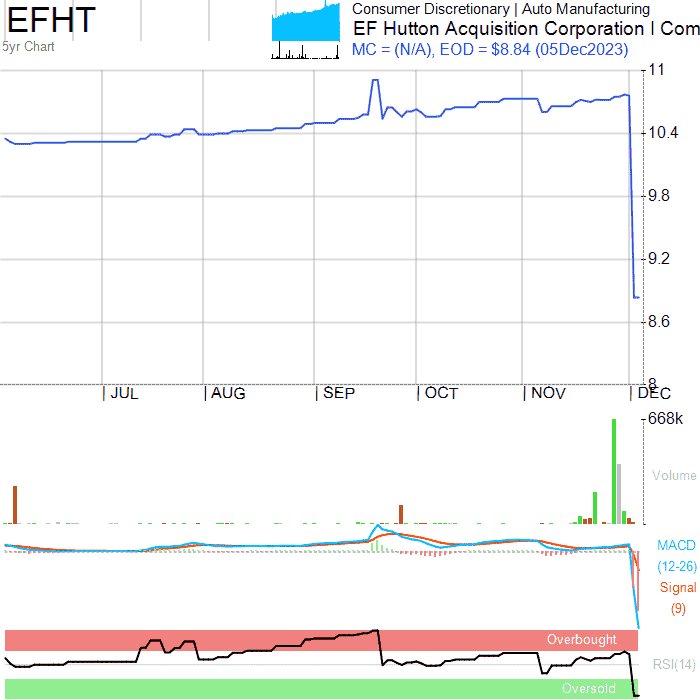 EFHT
5yr Chart
Consumer Discretionary | Auto Manufacturing
EF Hutton Acquisition Corporation I Com
MC = (N/A), EOD = $8.84 (05Dec2023)
11
10.4
9.8
9.2
8.6
8
| JUL | AUG | SEP | OCT | NOV | DEC
668k
Volume
MACD
(12-26)
Signal
(9)
Overbought
RSI(14)
Oversold